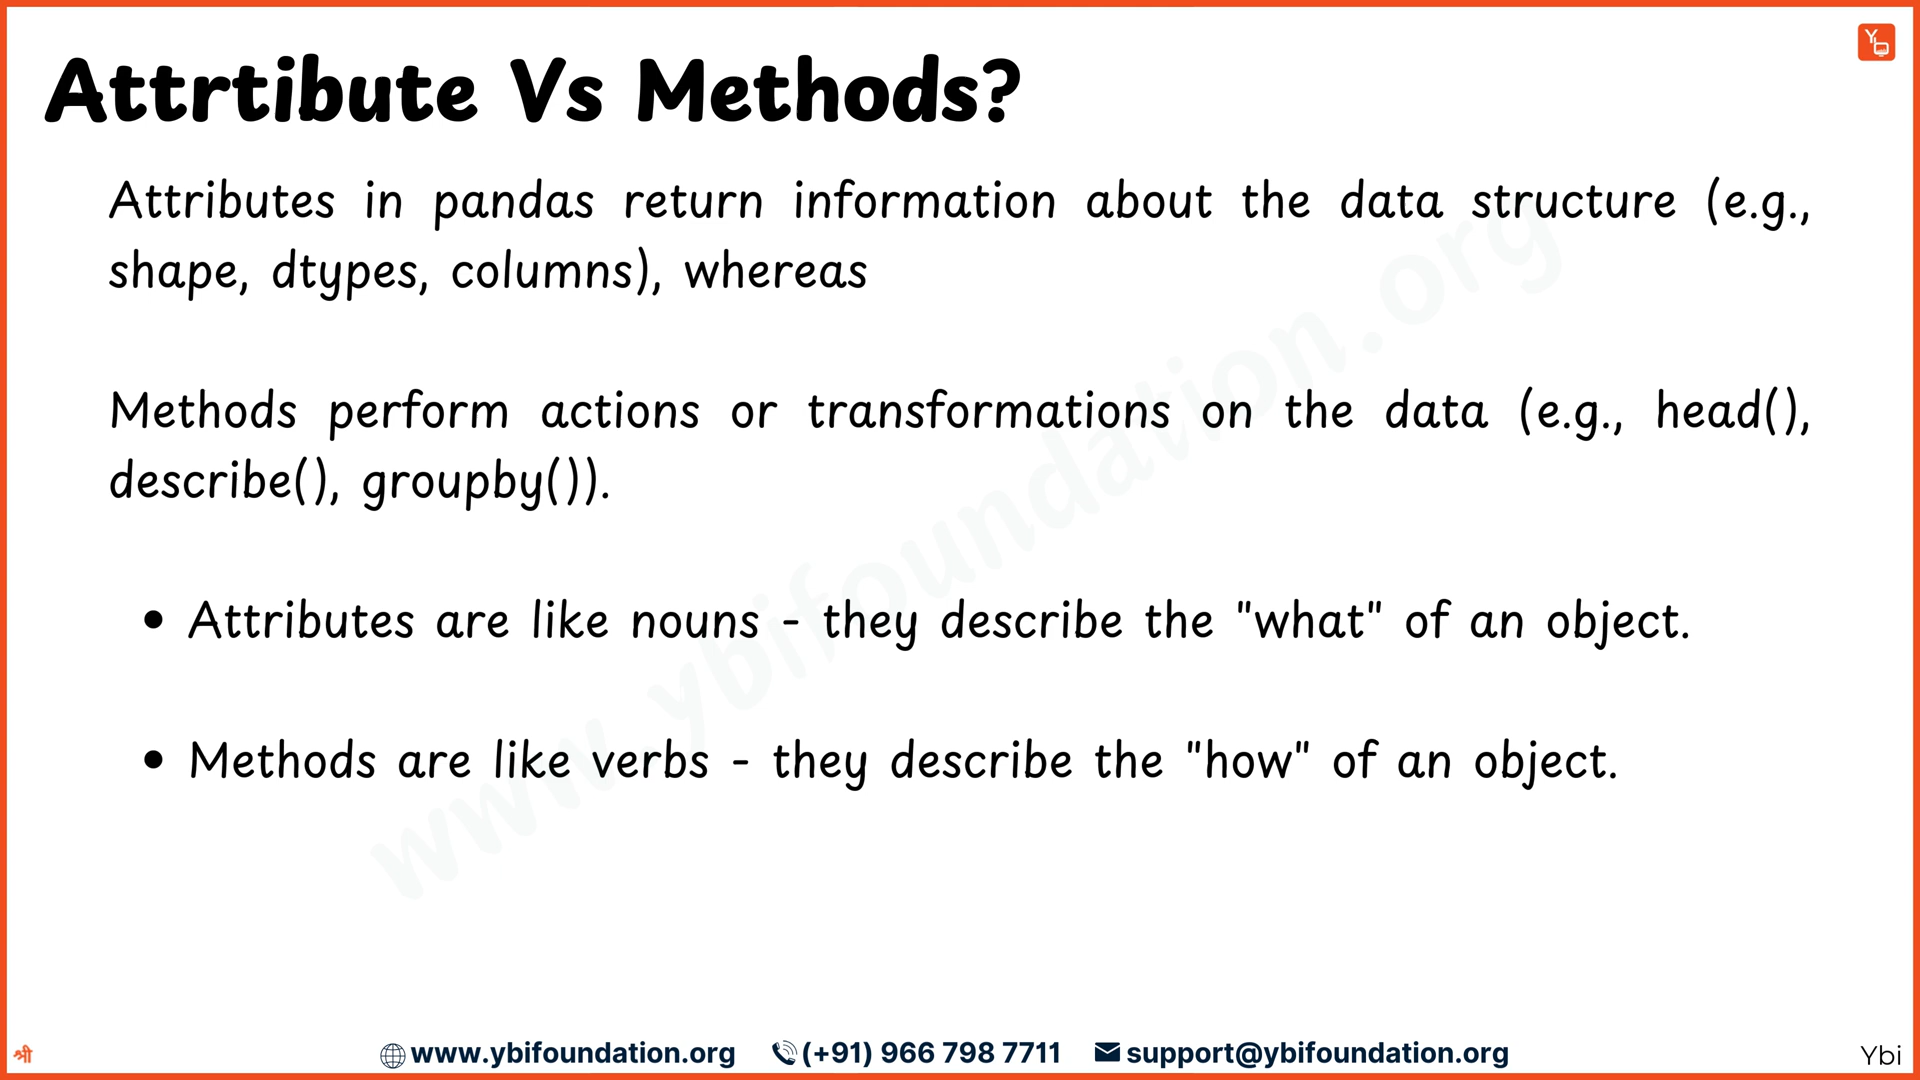 Attrtibute Vs Methods?
Attributes in pandas return information about the data structure (e.g.,
shape, dtypes, columns), whereas
Methods perform actions or transformations on the data (e.g., head(),
describe(), groupby()).
• Attributes are like nouns - they describe the "what" of an object.
• Methods are like verbs - they describe the "how" of an object.
www.ybifoundation.org
श्री
www.ybifoundation.org (+91) 966 798 7711 support@ybifoundation.org
Ybi